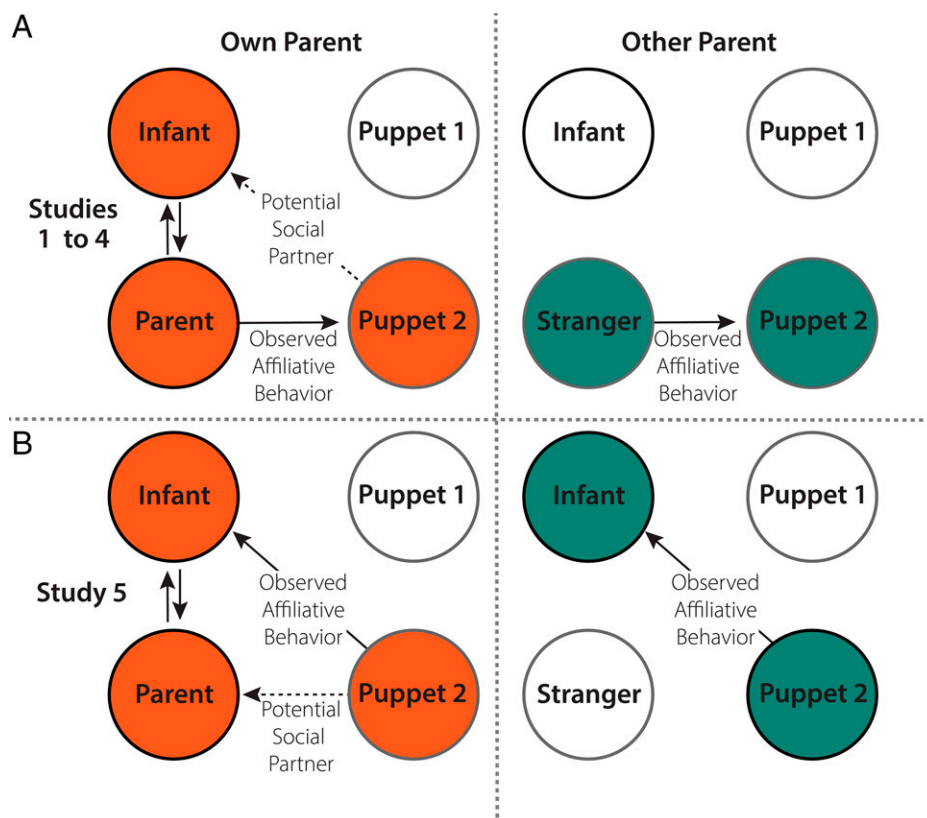 A
Own Parent
Other Parent
Infant
Puppet 1
Infant
Puppet 1
Studies
1 to 4
Potential
Social
Partner
Parent
Observed
Affiliative
Behavior
Puppet 2
Stranger
Observed
Affiliative
Behavior
Puppet 2
B
Infant
Puppet 1
Infant
Puppet 1
Study 5
Observed
Affiliative
Behavior
Observed
Affiliative
Behavior
Parent
Potential
Social
Partner
Puppet 2
Stranger
Puppet 2